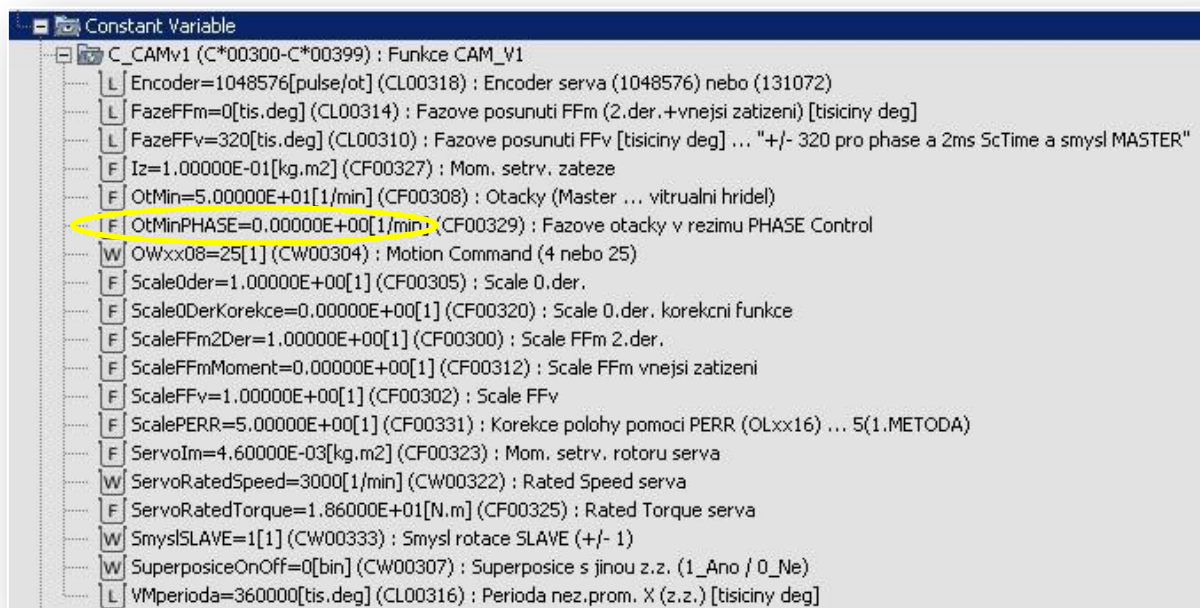 Constant Variable
C_CAMv1 (C*00300-C*00399) : Funkce CAM_V1
L Encoder=1048576[pulse/ot] (CL00318) : Encoder serva (1048576) nebo (131072)
L FazeFFm=0[tis.deg] (CL00314) : Fazove posunuti FFm (2.der.+vnejsi zatizeni) [tisiciny deg]
L FazeFFv=320[tis.deg] (CL00310) : Fazove posunuti FFv [tisiciny deg] ... "+/- 320 pro phase a 2ms ScTime a smysl MASTER"
F Iz=1.00000E-01[kg.m2] (CF00327) : Mom. setrv. zateze
F OtMin=5.00000E+01[1/min] (CF00308) : Otacky (Master ... vitrualni hridel)
F OtMinPHASE=0.00000E+00[1/min] (CF00329) : Fazove otacky v rezimu PHASE Control
W OWxx08=25[1] (CW00304) : Motion Command (4 nebo 25)
F Scale0der=1.00000E+00[1] (CF00305) : Scale 0.der.
F Scale0DerKorekce=0.00000E+00[1] (CF00320) : Scale 0.der. korekcni funkce
F ScaleFFm2Der=1.00000E+00[1] (CF00300) : Scale FFm 2.der.
F ScaleFFmMoment=0.00000E+00[1] (CF00312) : Scale FFm vnejsi zatizeni
F ScaleFFv=1.00000E+00[1] (CF00302) : Scale FFv
F ScalePERR=5.00000E+00[1] (CF00331) : Korekce polohy pomoci PERR (OLxx16) ... 5(1.METODA)
F ServoIm=4.60000E-03[kg.m2] (CF00323) : Mom. setrv. rotoru serva
W ServoRatedSpeed=3000[1/min] (CW00322) : Rated Speed serva
F ServoRatedTorque=1.86000E+01[N.m] (CF00325) : Rated Torque serva
W SmyslSLAVE=1[1] (CW00333) : Smysl rotace SLAVE (+/- 1)
W SuperposiceOnOff=0[bin] (CW00307) : Superposice s jinou z.z. (1_Ano / 0_Ne)
L VMperioda=360000[tis.deg] (CL00316) : Perioda nez.prom. X (z.z.) [tisiciny deg]